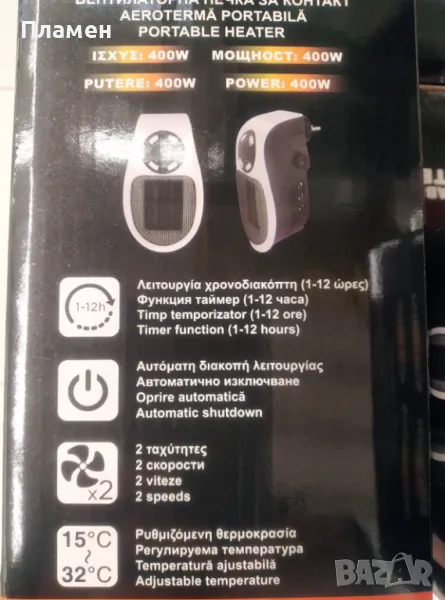 ВЕНТИЛАТОРНА ПЕЧКА ЗА КОНТАКТ
AEROTERMĂ PORTABILĂ
PORTABLE HEATER
Пламен
ΙΣΧΥΣ: 400W
МОЩНОСТ: 400W
PUTERE: 400W
POWER: 400W
1-12h
Λειτουργία χρονοδιακόπτη (1-12 ώρες)
Функция таймер (1-12 часа)
Timp temporizator (1-12 ore)
Timer function (1-12 hours)
Αυτόματη διακοπή λειτουργίας
Автоматично изключване
Oprire automatică
Automatic shutdown
x2
2 ταχύτητες
2 скорости
2 viteze
2 speeds
15°C
~
32°C
Ρυθμιζόμενη θερμοκρασία
Регулируема температура
Temperatură ajustabilă
Adjustable temperature
BAZAR